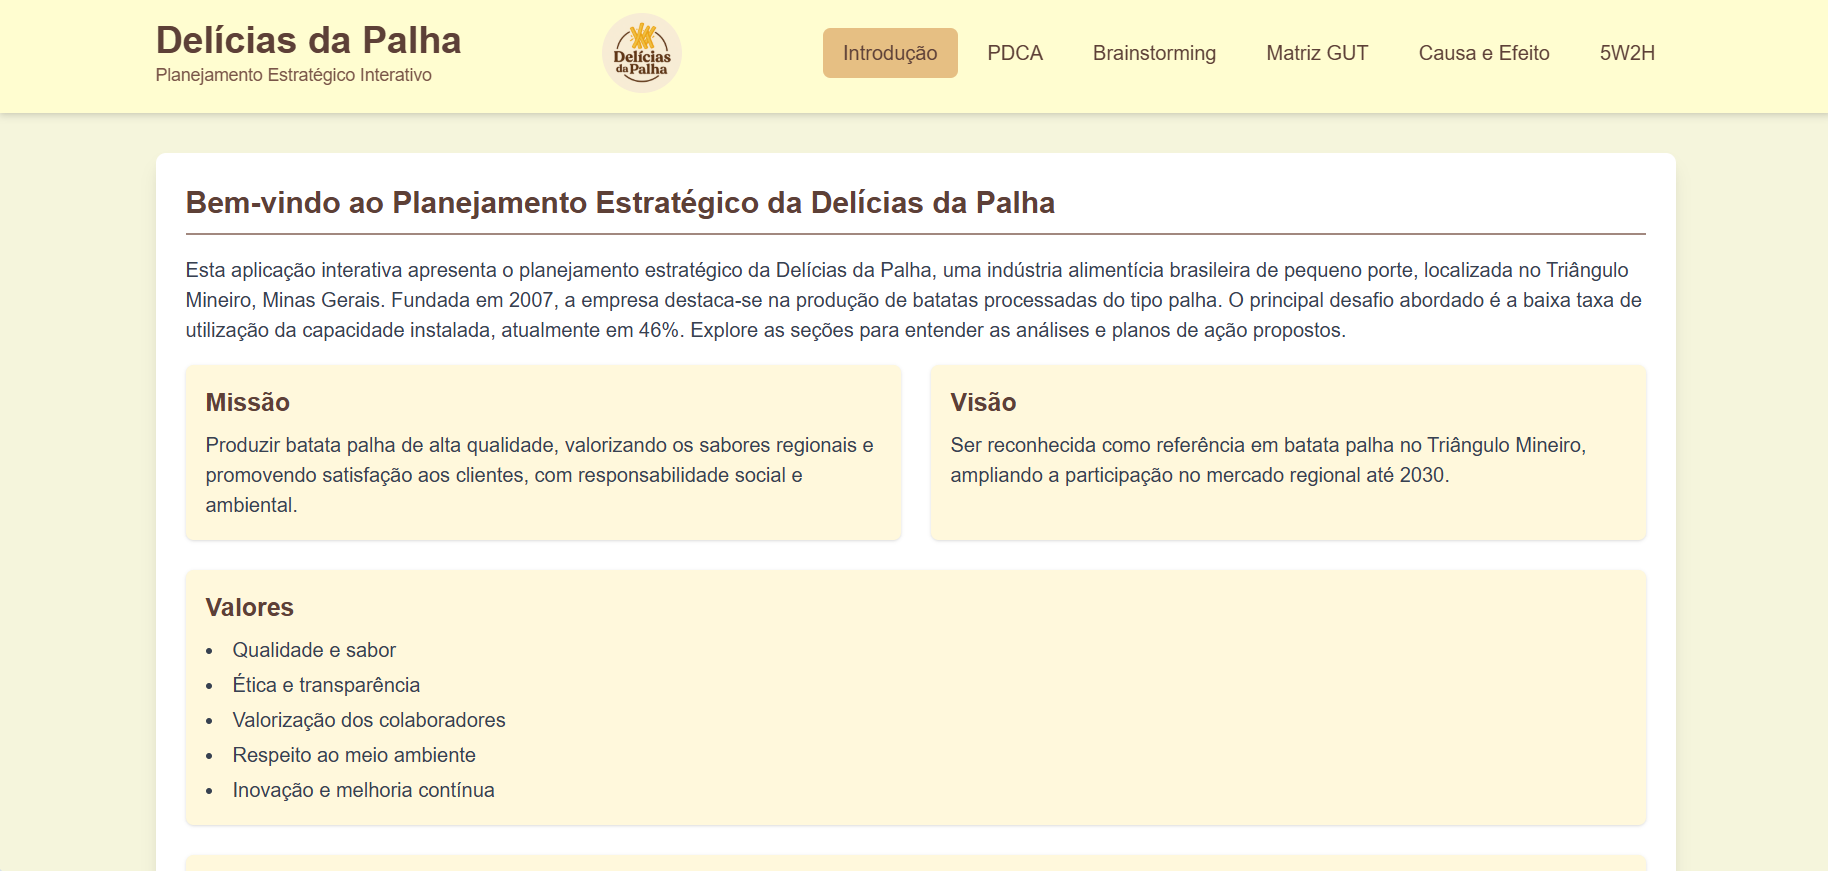 Delícias da Palha
Planejamento Estratégico Interativo
Delícias
da Palha
Introdução
PDCA
Brainstorming
Matriz GUT
Causa e Efeito
5W2H
Bem-vindo ao Planejamento Estratégico da Delícias da Palha
Esta aplicação interativa apresenta o planejamento estratégico da Delícias da Palha, uma indústria alimentícia brasileira de pequeno porte, localizada no Triângulo
Mineiro, Minas Gerais. Fundada em 2007, a empresa destaca-se na produção de batatas processadas do tipo palha. O principal desafio abordado é a baixa taxa de
utilização da capacidade instalada, atualmente em 46%. Explore as seções para entender as análises e planos de ação propostos.
Missão
Produzir batata palha de alta qualidade, valorizando os sabores regionais e
promovendo satisfação aos clientes, com responsabilidade social e
ambiental.
Visão
Ser reconhecida como referência em batata palha no Triângulo Mineiro,
ampliando a participação no mercado regional até 2030.
Valores
• Qualidade e sabor
• Ética e transparência
• Valorização dos colaboradores
• Respeito ao meio ambiente
• Inovação e melhoria contínua